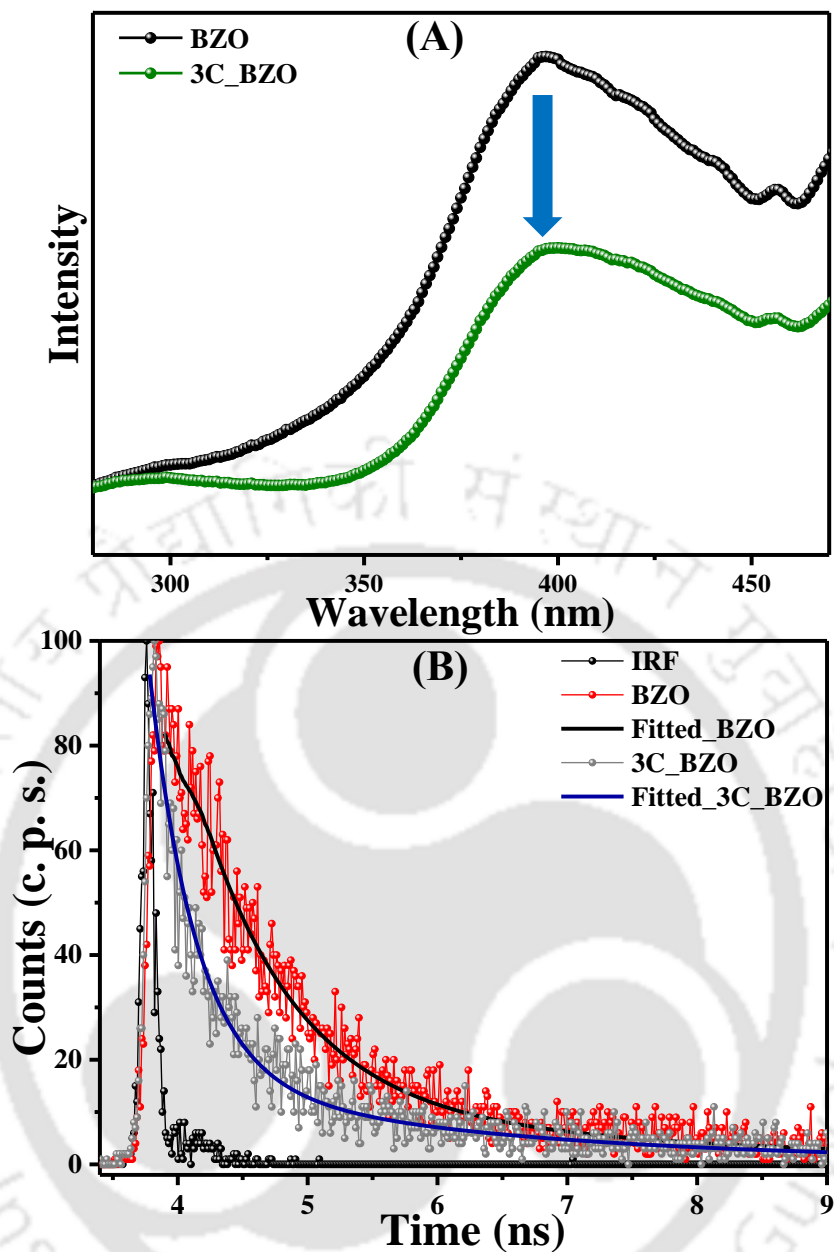 (A)
BZO
3C_BZO
Intensity
300 350 400 450
Wavelength (nm)
(B)
100
80
60
40
20
0
IRF
BZO
Fitted_BZO
3C_BZO
Fitted_3C_BZO
Counts (c. p. s.)
4 5 6 7 8 9
Time (ns)